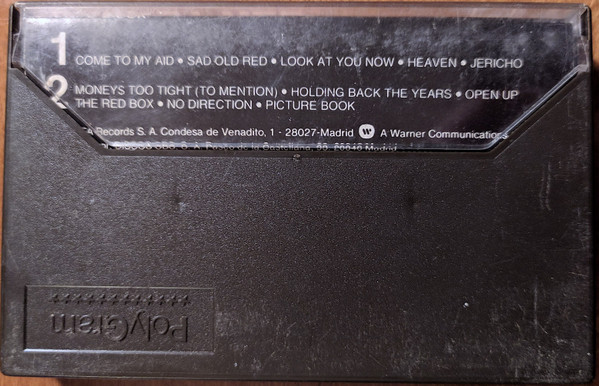 1 COME TO MY AID • SAD OLD RED • LOOK AT YOU NOW • HEAVEN • JERICHO
2 MONEYS TOO TIGHT (TO MENTION) • HOLDING BACK THE YEARS • OPEN UP
THE RED BOX • NO DIRECTION • PICTURE BOOK
A Records S. A. Condesa de Venadito, 1 - 28027-Madrid A Warner Communications
PolyGram